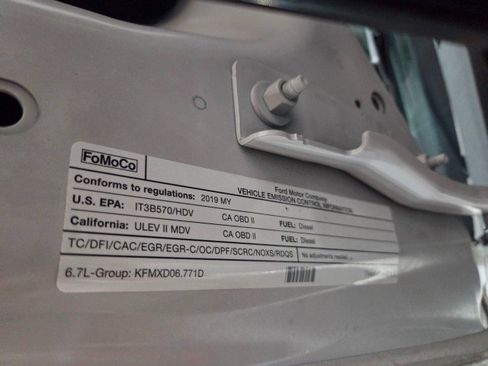 FoMoCo
Ford Motor Company
VEHICLE EMISSION CONTROL INFORMATION
Conforms to regulations: 2019 MY
U.S. EPA: IT3B570/HDV CA OBD II FUEL: Diesel
California: ULEV II MDV CA OBD II FUEL: Diesel
TC/DFI/CAC/EGR/EGR-C/OC/DPF/SCRC/NOXS/RDQS No adjustments needed.
6.7L-Group: KFMXD06.771D